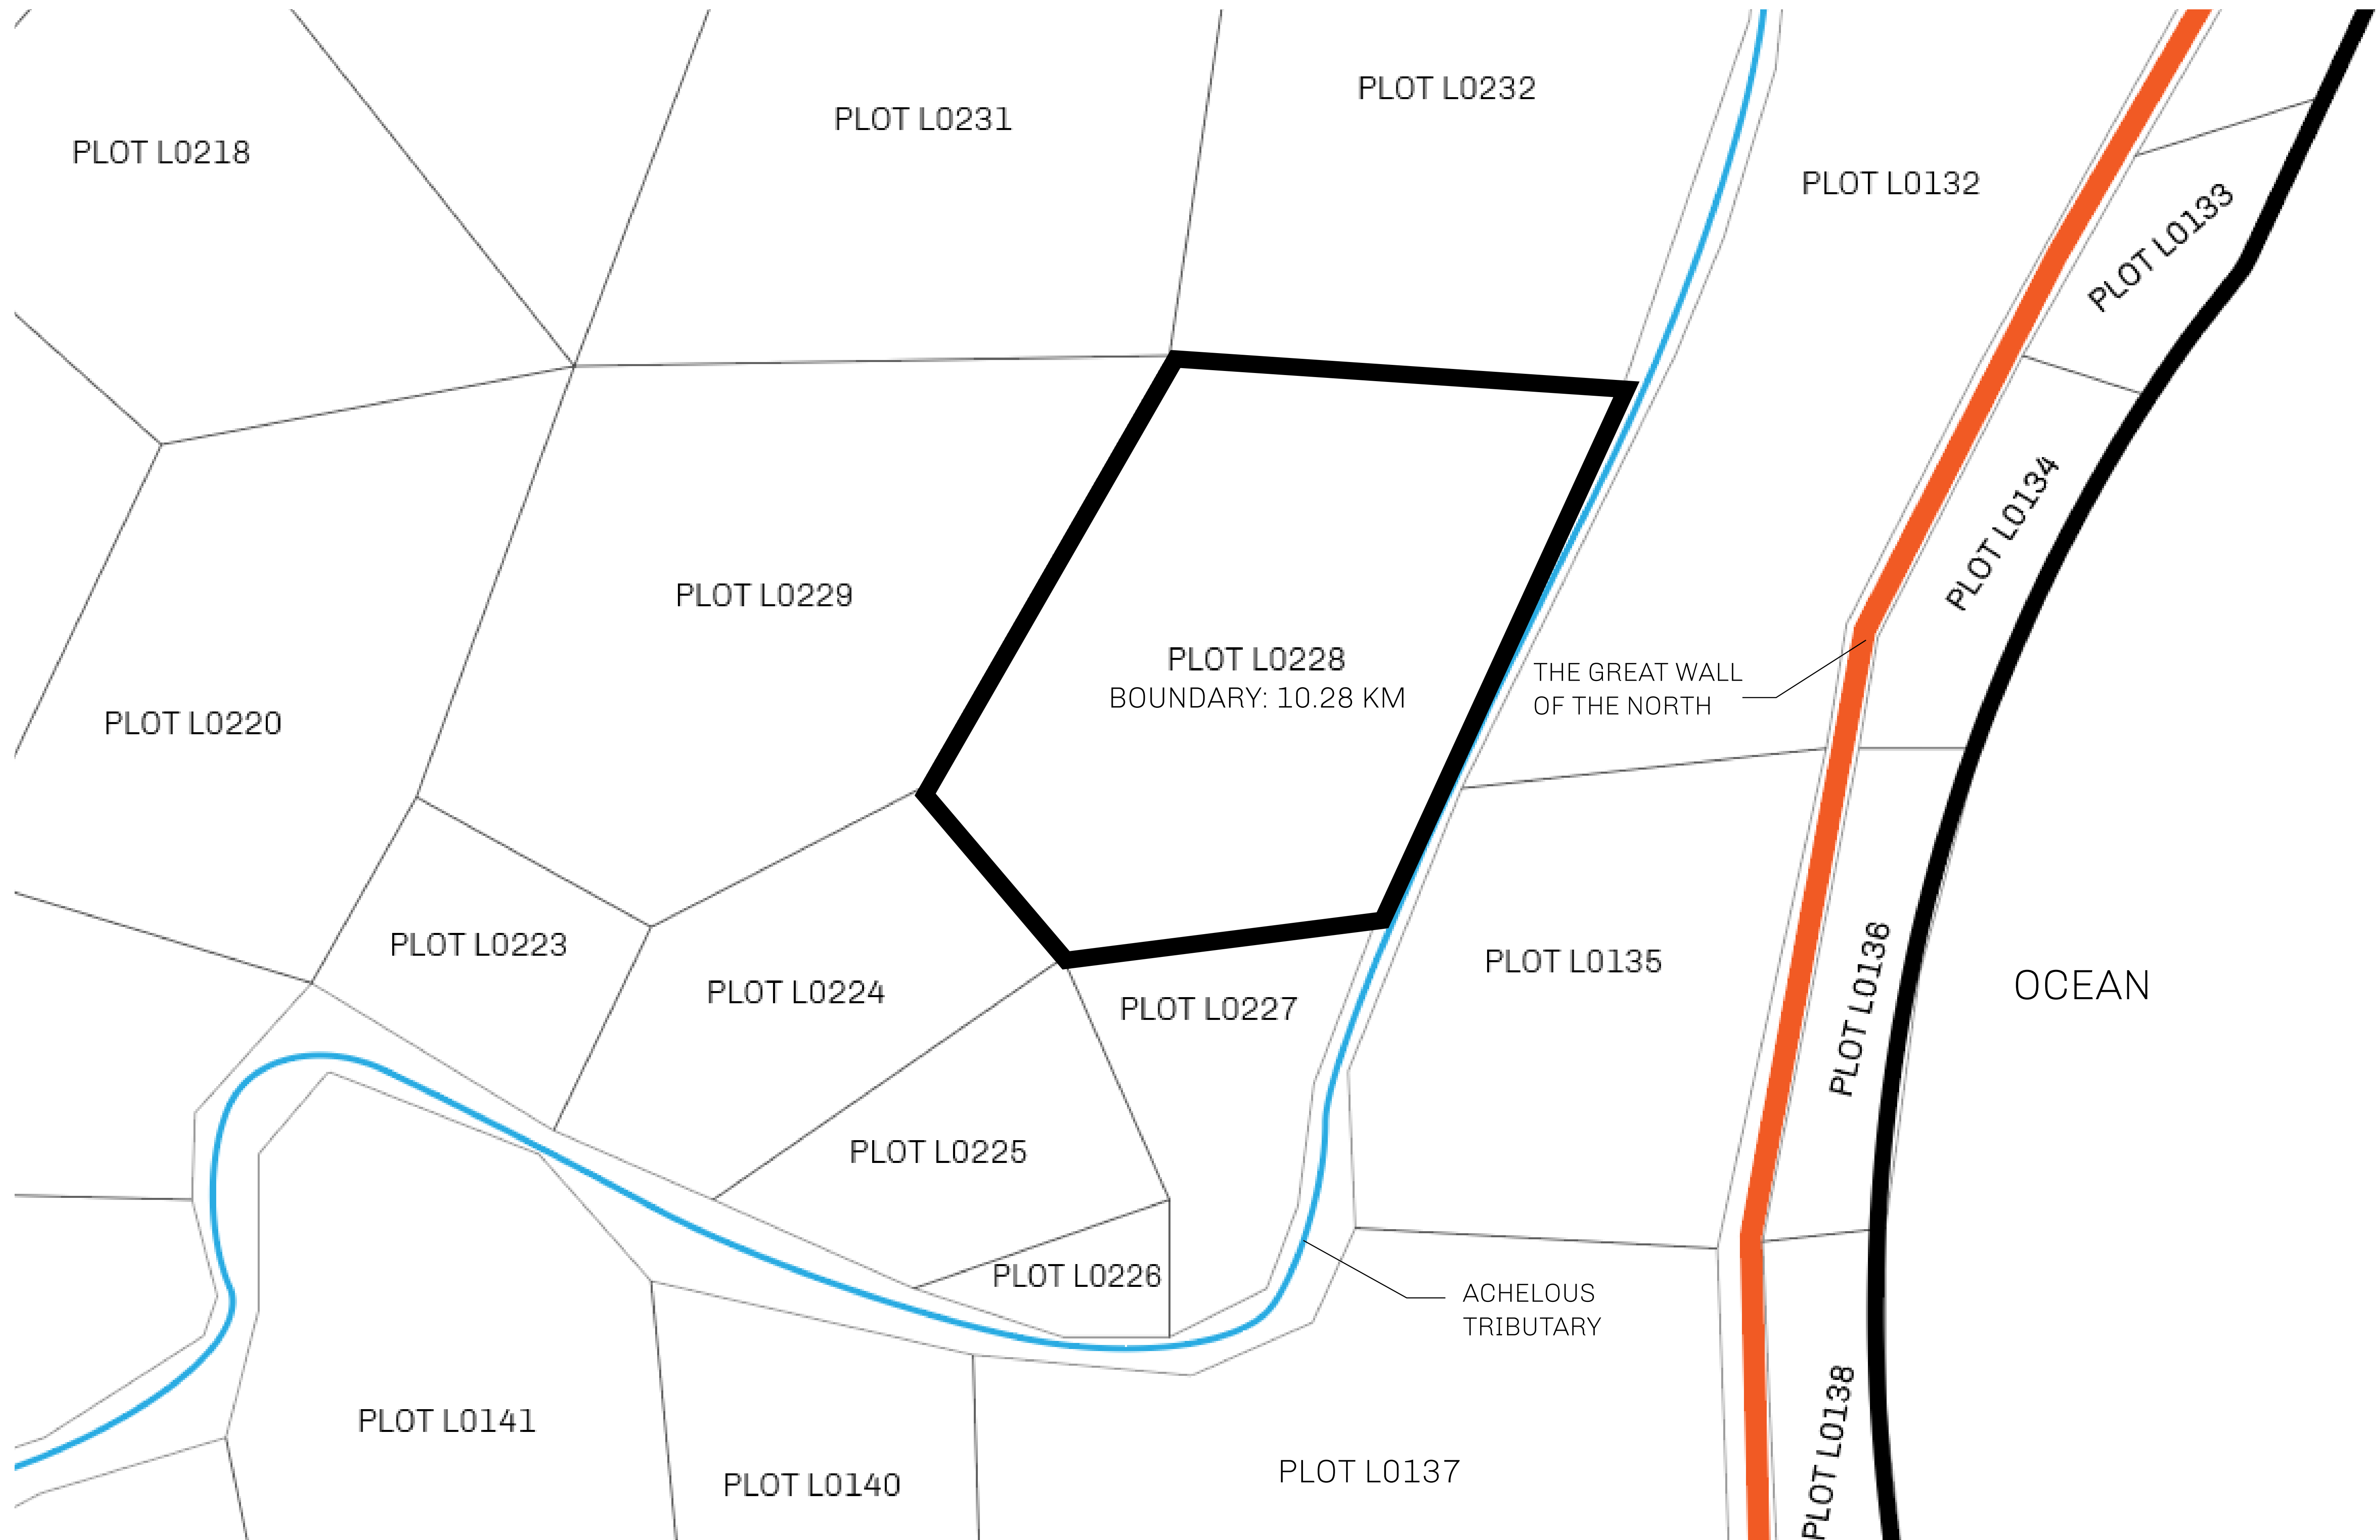 PLOT L0232
PLOT L0231
PLOT L0218
PLOT L0132
PLOT L0133
PLOT L0134
PLOT L0229
PLOT L0228
BOUNDARY: 10.28 KM
THE GREAT WALL
OF THE NORTH
PLOT L0220
PLOT L0223
PLOT L0135
PLOT L0136
OCEAN
PLOT L0224
PLOT L0227
PLOT L0225
PLOT L0226
ACHELOUS
TRIBUTARY
PLOT L0141
PLOT L0138
PLOT L0137
PLOT L0140